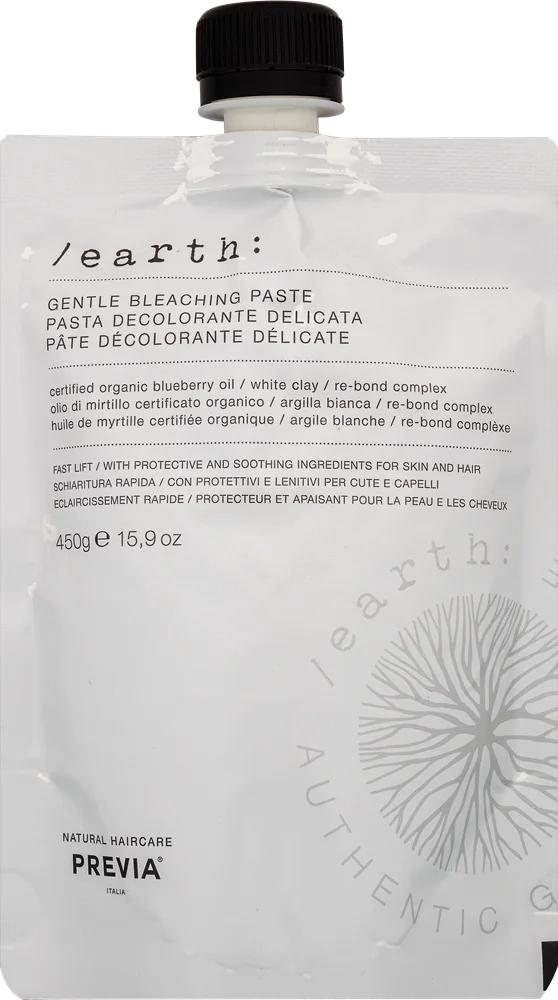 /earth:
GENTLE BLEACHING PASTE
PASTA DECOLORANTE DELICATA
PÂTE DÉCOLORANTE DÉLICATE
certified organic blueberry oil / white clay / re-bond complex
olio di mirtillo certificato organico / argilla bianca / re-bond complex
huile de myrtille certifiée organique / argile blanche / re-bond complèxe
FAST LIFT / WITH PROTECTIVE AND SOOTHING INGREDIENTS FOR SKIN AND HAIR
SCHIARITURA RAPIDA / CON PROTETTIVI E LENITIVI PER CUTE E CAPELLI
ECLAIRCISSEMENT RAPIDE / PROTECTEUR ET APAISANT POUR LA PEAU E LES CHEVEUX
450g e 15,9 oz
/earth:
AUTHENTIC
NATURAL HAIRCARE
PREVIA®
ITALIA